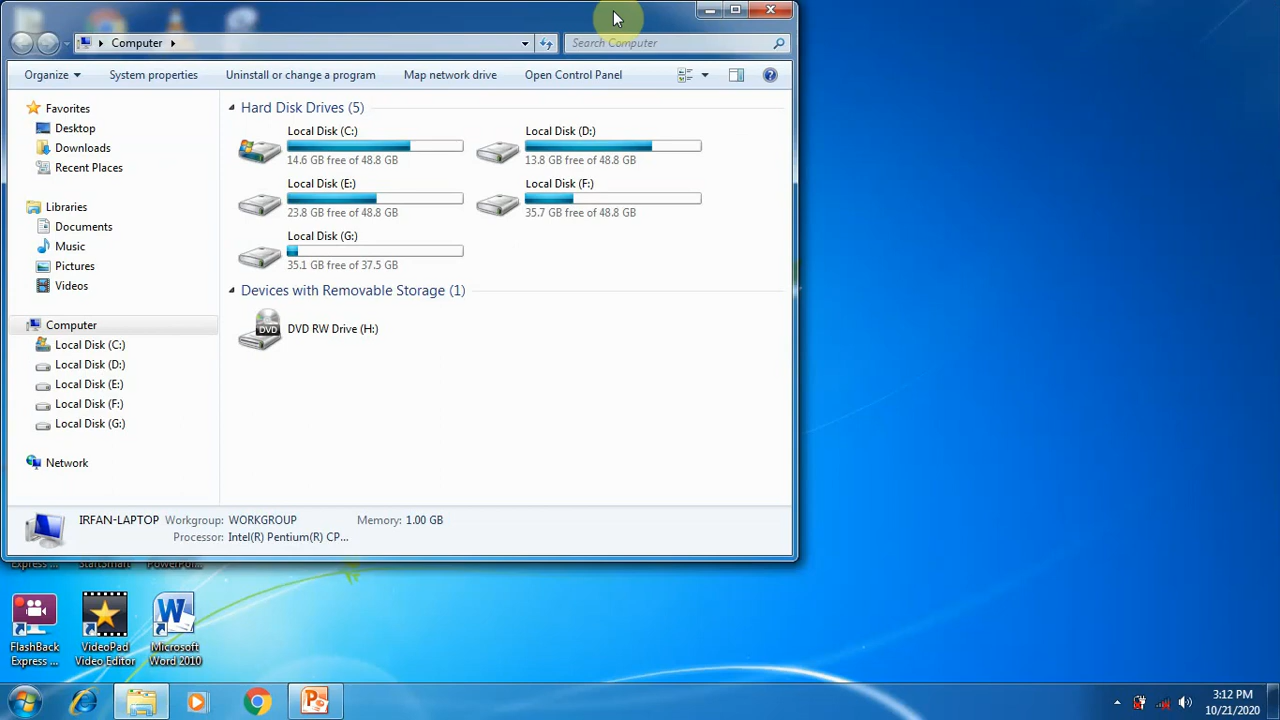 Computer
Search Computer
Organize
System properties
Uninstall or change a program
Map network drive
Open Control Panel
Favorites
Desktop
Downloads
Recent Places
Libraries
Documents
Music
Pictures
Videos
Computer
Local Disk (C:)
Local Disk (D:)
Local Disk (E:)
Local Disk (F:)
Local Disk (G:)
Network
Hard Disk Drives (5)
Local Disk (C:)
14.6 GB free of 48.8 GB
Local Disk (D:)
13.8 GB free of 48.8 GB
Local Disk (E:)
23.8 GB free of 48.8 GB
Local Disk (F:)
35.7 GB free of 48.8 GB
Local Disk (G:)
35.1 GB free of 37.5 GB
Devices with Removable Storage (1)
DVD
DVD RW Drive (H:)
IRFAN-LAPTOP Workgroup: WORKGROUP Memory: 1.00 GB
Processor: Intel(R) Pentium(R) CP...
Express ...
StartSmart
PowerPoi...
FlashBack
Express ...
VideoPad
Video Editor
Microsoft
Word 2010
3:12 PM
10/21/2020